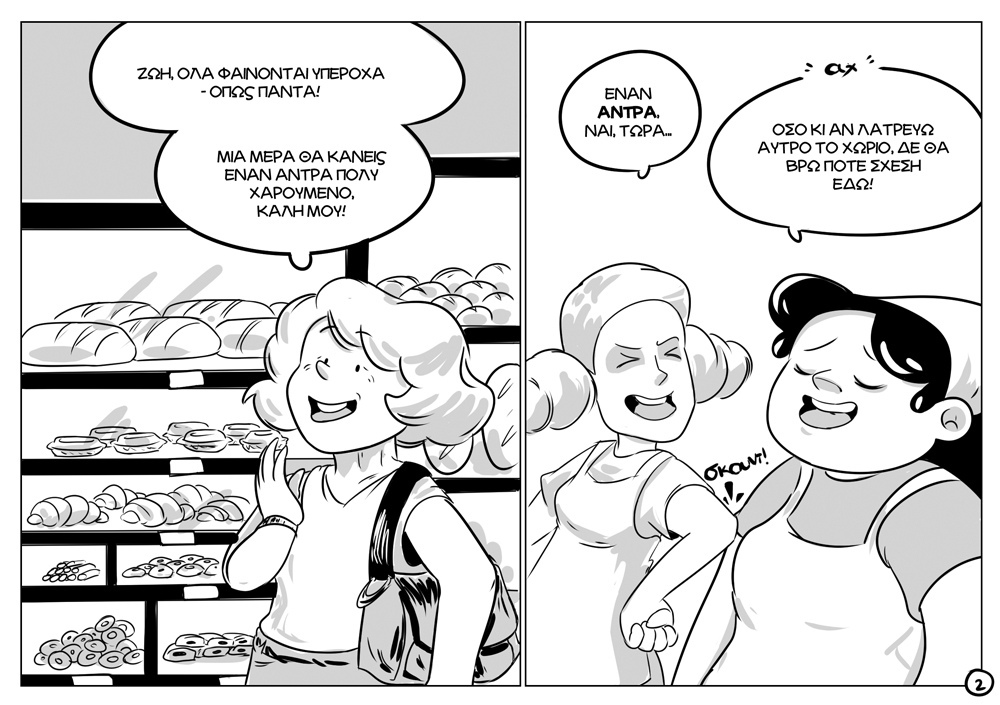 ΖΩΗ, ΟΛΑ ΦΑΙΝΟΝΤΑΙ ΥΠΕΡΟΧΑ
- ΟΠΩΣ ΠΑΝΤΑ!
ΜΙΑ ΜΕΡΑ ΘΑ ΚΑΝΕΙΣ
ΕΝΑΝ ΑΝΤΡΑ ΠΟΛΥ
ΧΑΡΟΥΜΕΝΟ,
ΚΑΛΗ ΜΟΥ!
ΕΝΑΝ
ΑΝΤΡΑ,
ΝΑΙ, ΤΩΡΑ...
αχ
ΟΣΟ ΚΙ ΑΝ ΛΑΤΡΕΥΩ
ΑΥΤΡΟ ΤΟ ΧΩΡΙΟ, ΔΕ ΘΑ
ΒΡΩ ΠΟΤΕ ΣΧΕΣΗ
ΕΔΩ!
σκουντ!
2